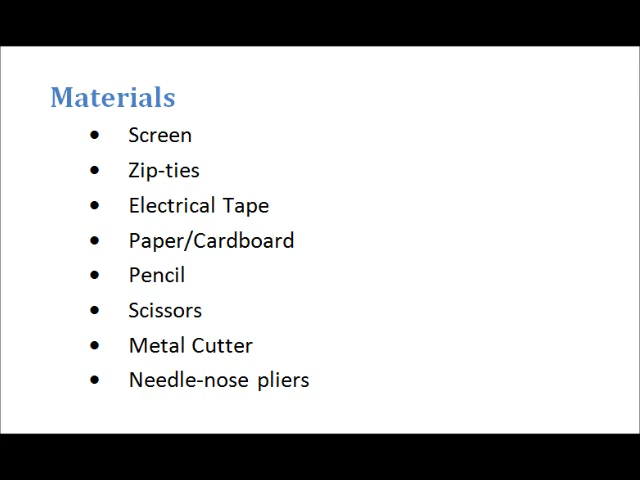 Materials
• Screen
• Zip-ties
• Electrical Tape
• Paper/Cardboard
• Pencil
• Scissors
• Metal Cutter
• Needle-nose pliers